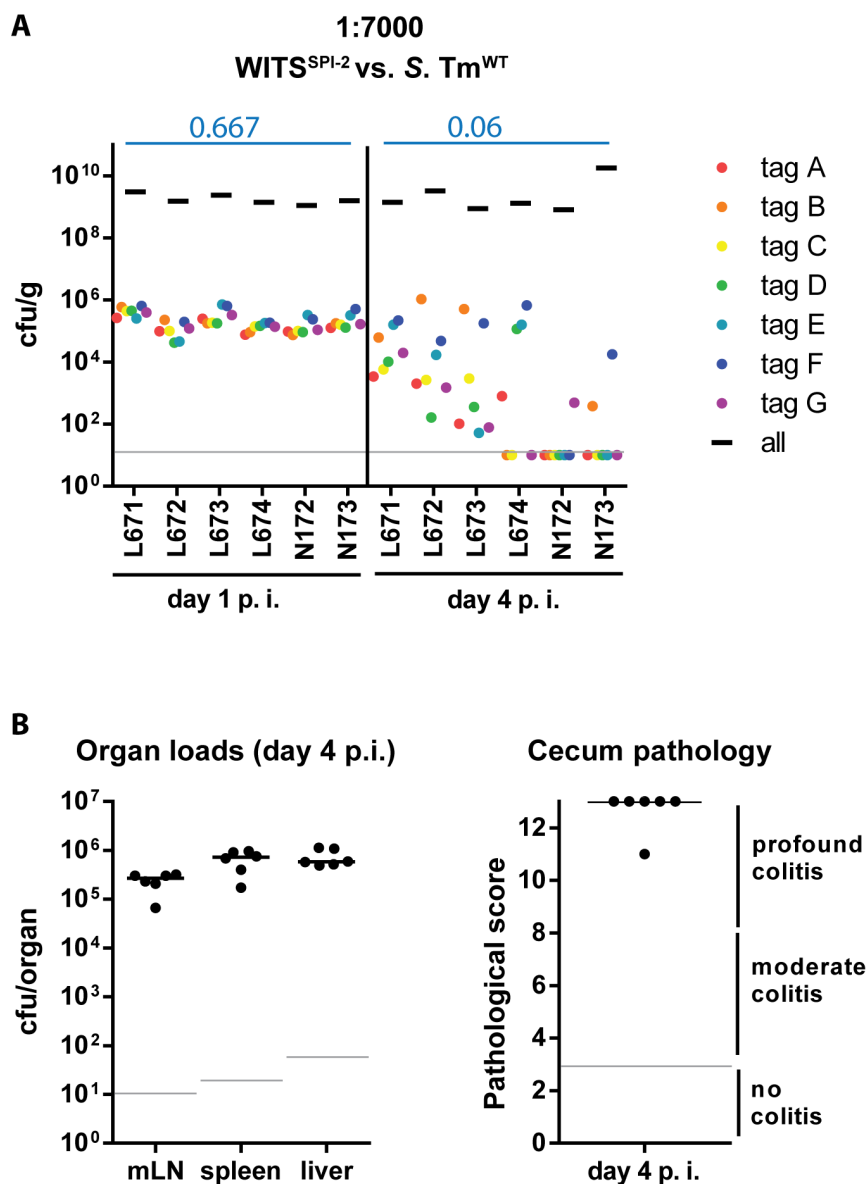 A
1:7000
WITS^SPI-2 vs. S. Tm^WT
0.667
0.06
cfu/g
10^10
10^8
10^6
10^4
10^2
10^0
L671
L672
L673
L674
N172
N173
L671
L672
L673
L674
N172
N173
day 1 p. i.
day 4 p. i.
tag A
tag B
tag C
tag D
tag E
tag F
tag G
all
B
Organ loads (day 4 p.i.)
cfu/organ
10^7
10^6
10^5
10^4
10^3
10^2
10^1
10^0
mLN
spleen
liver
Cecum pathology
Pathological score
12
10
8
6
4
2
0
day 4 p. i.
profound
colitis
moderate
colitis
no
colitis